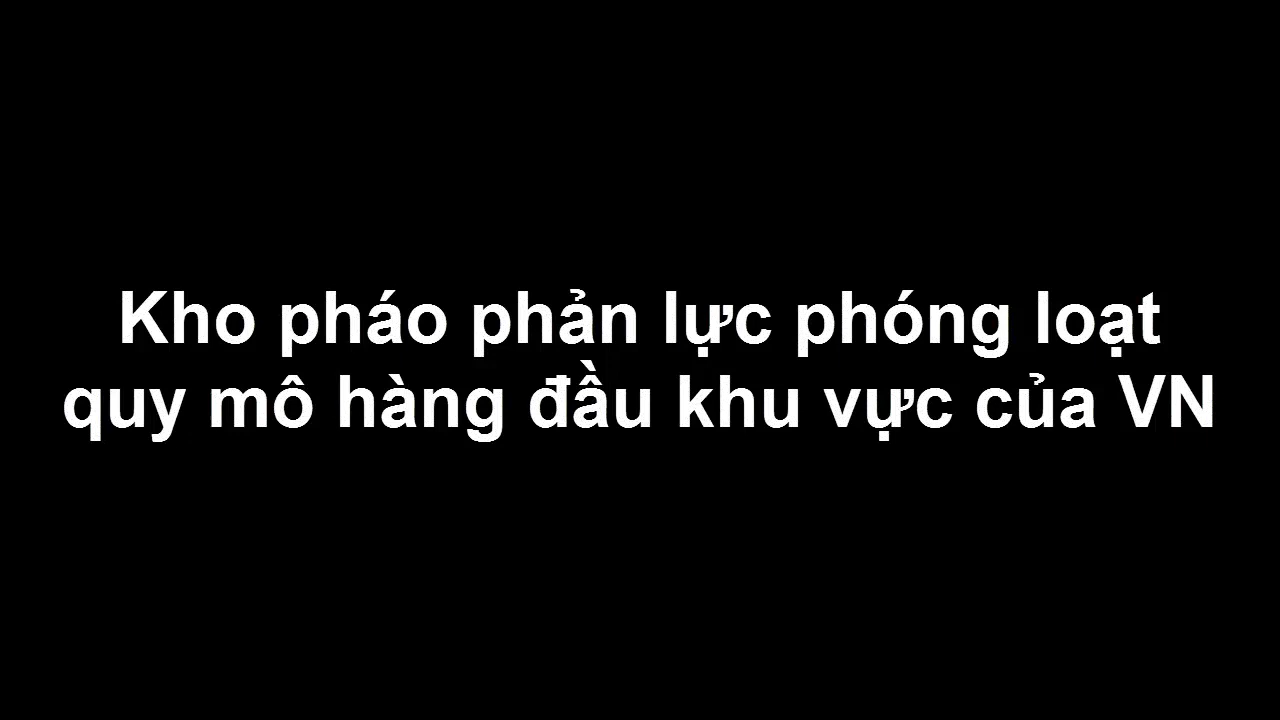 Kho pháo phản lực phóng loạt
quy mô hàng đầu khu vực của VN